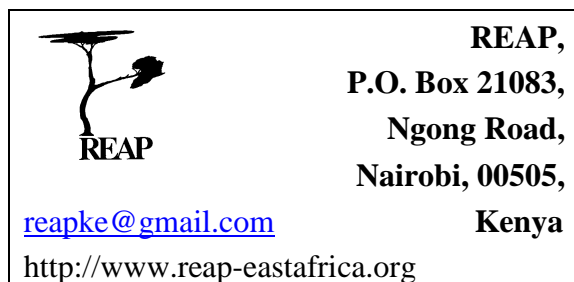 REAP
REAP,
P.O. Box 21083,
Ngong Road,
Nairobi, 00505,
reapke@gmail.com Kenya
http://www.reap-eastafrica.org